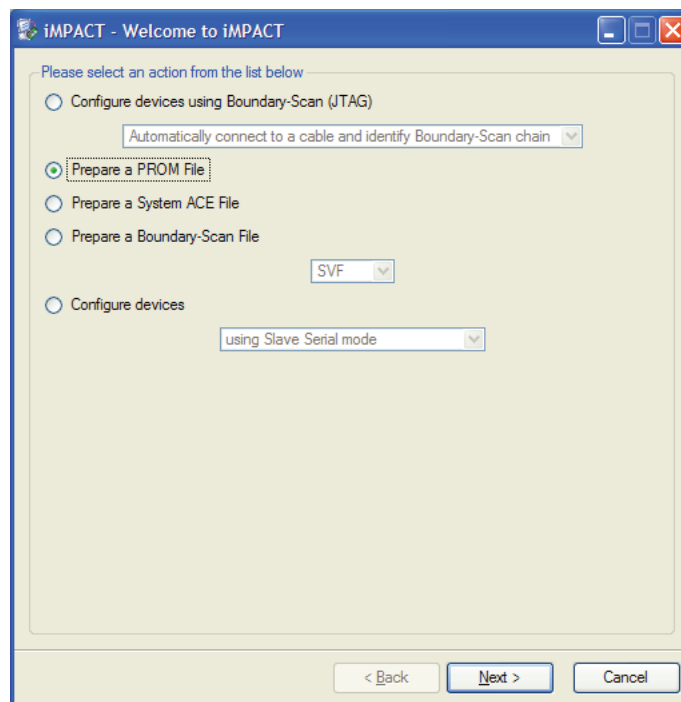 iMPACT - Welcome to iMPACT
Please select an action from the list below
Configure devices using Boundary-Scan (JTAG)
Automatically connect to a cable and identify Boundary-Scan chain
Prepare a PROM File
Prepare a System ACE File
Prepare a Boundary-Scan File
SVF
Configure devices
using Slave Serial mode
< Back Next > Cancel